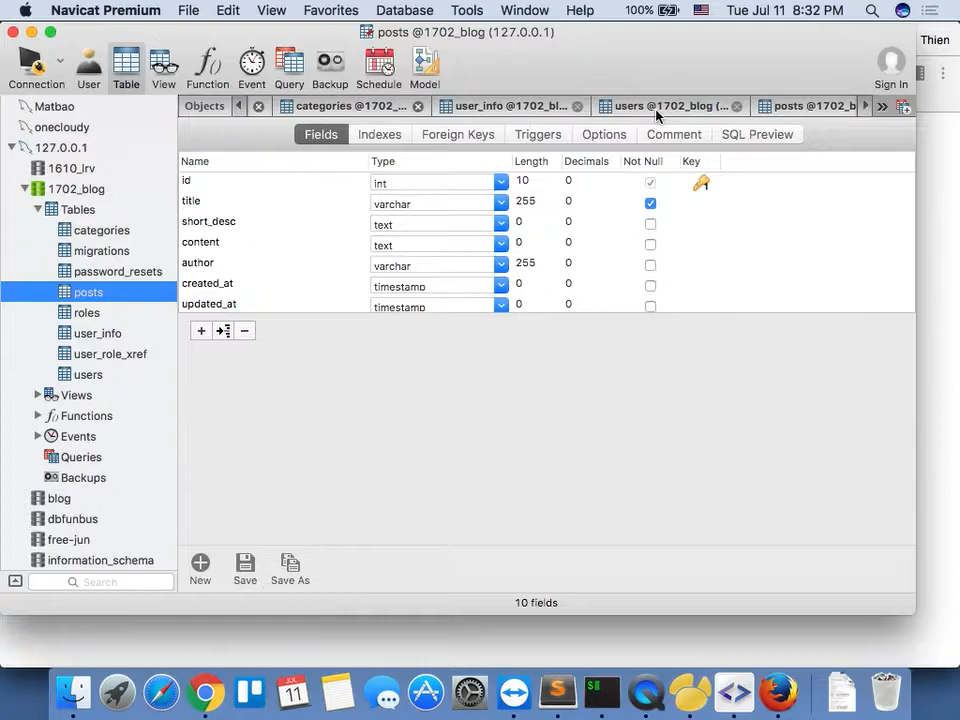 Navicat Premium File Edit View Favorites Database Tools Window Help 100% Tue Jul 11 8:32 PM
posts @1702_blog (127.0.0.1)
Thien
Connection User Table View Function Event Query Backup Schedule Model Sign In
Objects categories @1702_... user_info @1702_bl... users @1702_blog (... posts @1702_b
Fields Indexes Foreign Keys Triggers Options Comment SQL Preview
Name Type Length Decimals Not Null Key
id int 10 0
title varchar 255 0
short_desc text 0 0
content text 0 0
author varchar 255 0
created_at timestamp 0 0
updated_at timestamp 0 0
Matbao
onecloudy
127.0.0.1
1610_lrv
1702_blog
Tables
categories
migrations
password_resets
posts
roles
user_info
user_role_xref
users
Views
Functions
Events
Queries
Backups
blog
dbfunbus
free-jun
information_schema
Search
New Save Save As
10 fields
JUL
11